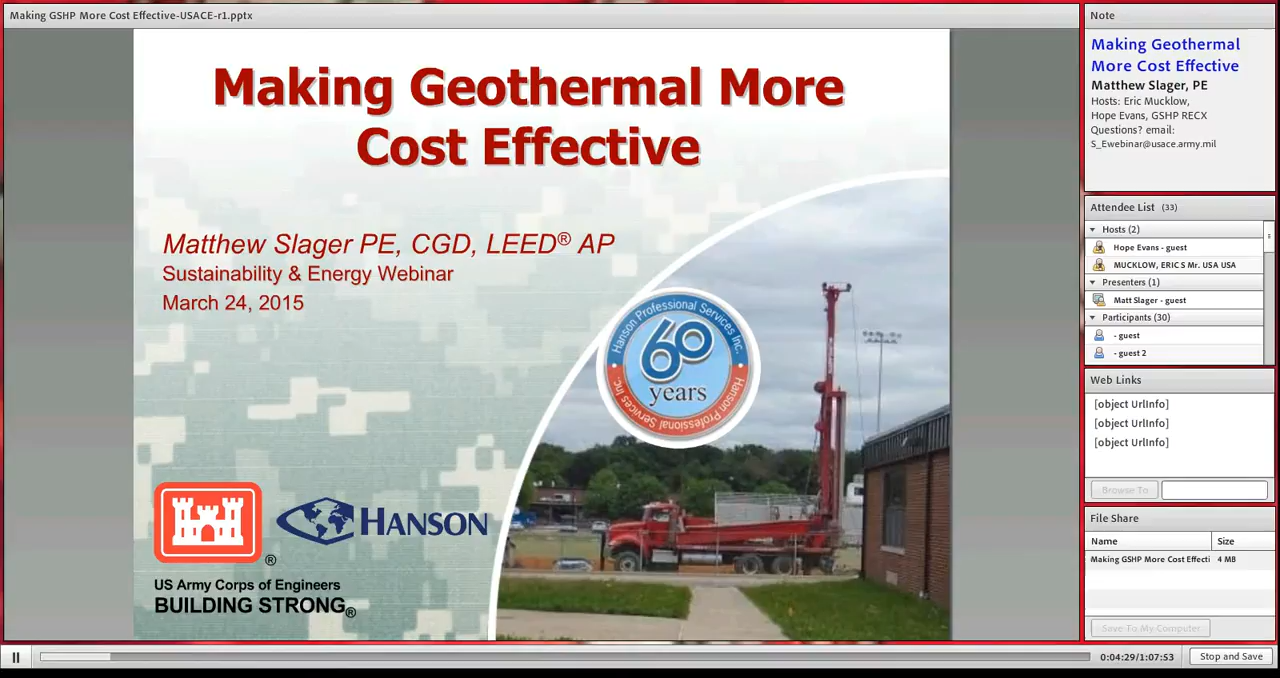 Making GSHP More Cost Effective-USACE-r1.pptx
Making Geothermal More
Cost Effective
Matthew Slager PE, CGD, LEED® AP
Sustainability & Energy Webinar
March 24, 2015
Hanson Professional Services Inc.
60
years
Hanson Professional Services Inc.
HANSON
®
US Army Corps of Engineers
BUILDING STRONG®
Note
Making Geothermal
More Cost Effective
Matthew Slager, PE
Hosts: Eric Mucklow,
Hope Evans, GSHP RECX
Questions? email:
S_Ewebinar@usace.army.mil
Attendee List (33)
Hosts (2)
Hope Evans - guest
MUCKLOW, ERIC S Mr. USA USA
Presenters (1)
Matt Slager - guest
Participants (30)
- guest
- guest 2
Web Links
[object UrlInfo]
[object UrlInfo]
[object UrlInfo]
Browse To
File Share
Name Size
Making GSHP More Cost Effecti 4 MB
Save To My Computer
0:04:29/1:07:53
Stop and Save